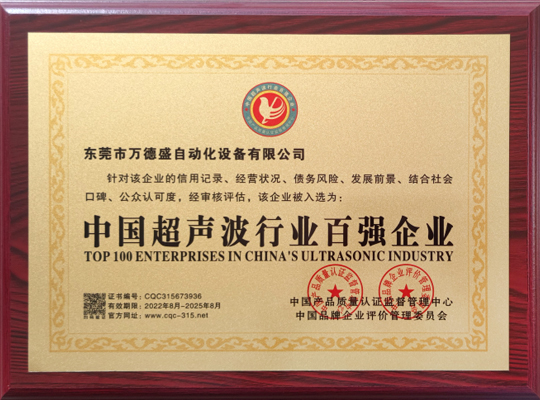 东莞市万德盛自动化设备有限公司
针对该企业的信用记录、经营状况、债务风险、发展前景、结合社会
口碑、公众认可度，经审核评估，该企业被入选为：
中国超声波行业百强企业
TOP 100 ENTERPRISES IN CHINA'S ULTRASONIC INDUSTRY
证书编号：CQC315673936
有效期限：2022年8月-2025年8月
官方网址：www.cqc-315.net
中国产品质量认证监督管理中心
中国品牌企业评价管理委员会